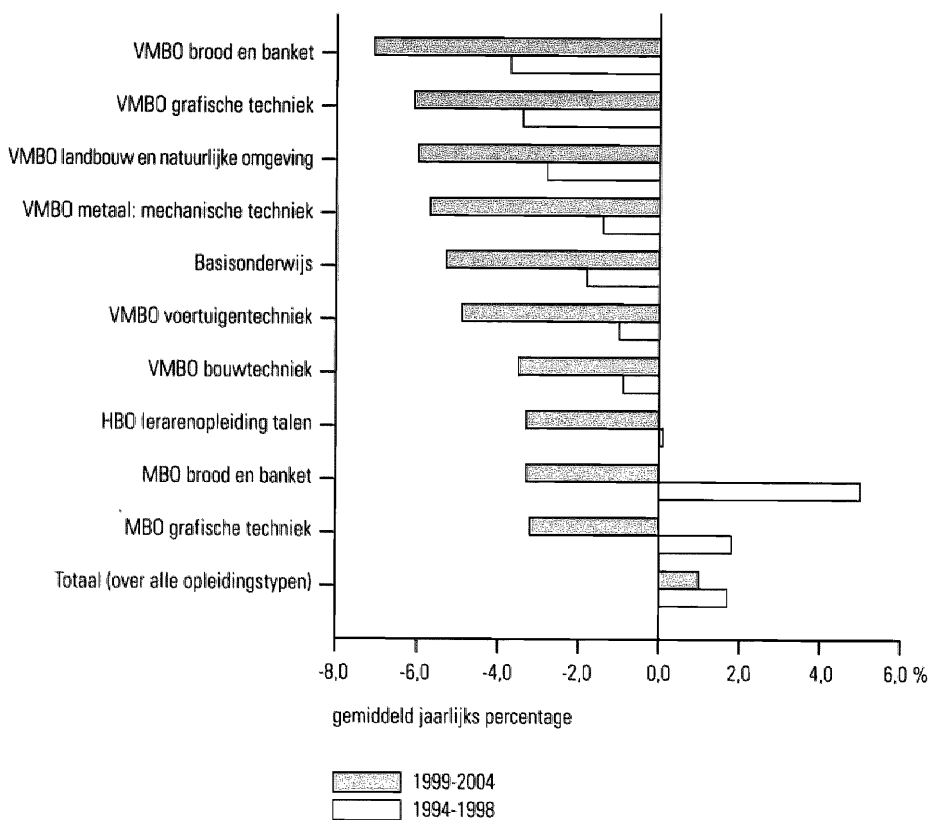 VMBO brood en banket
VMBO grafische techniek
VMBO landbouw en natuurlijke omgeving
VMBO metaal: mechanische techniek
Basisonderwijs
VMBO voertuigentechniek
VMBO bouwtechniek
HBO lerarenopleiding talen
MBO brood en banket
MBO grafische techniek
Totaal (over alle opleidingstypen)
-8,0 -6,0 -4,0 -2,0 0,0 2,0 4,0 6,0 %
gemiddeld jaarlijks percentage
1999-2004
1994-1998